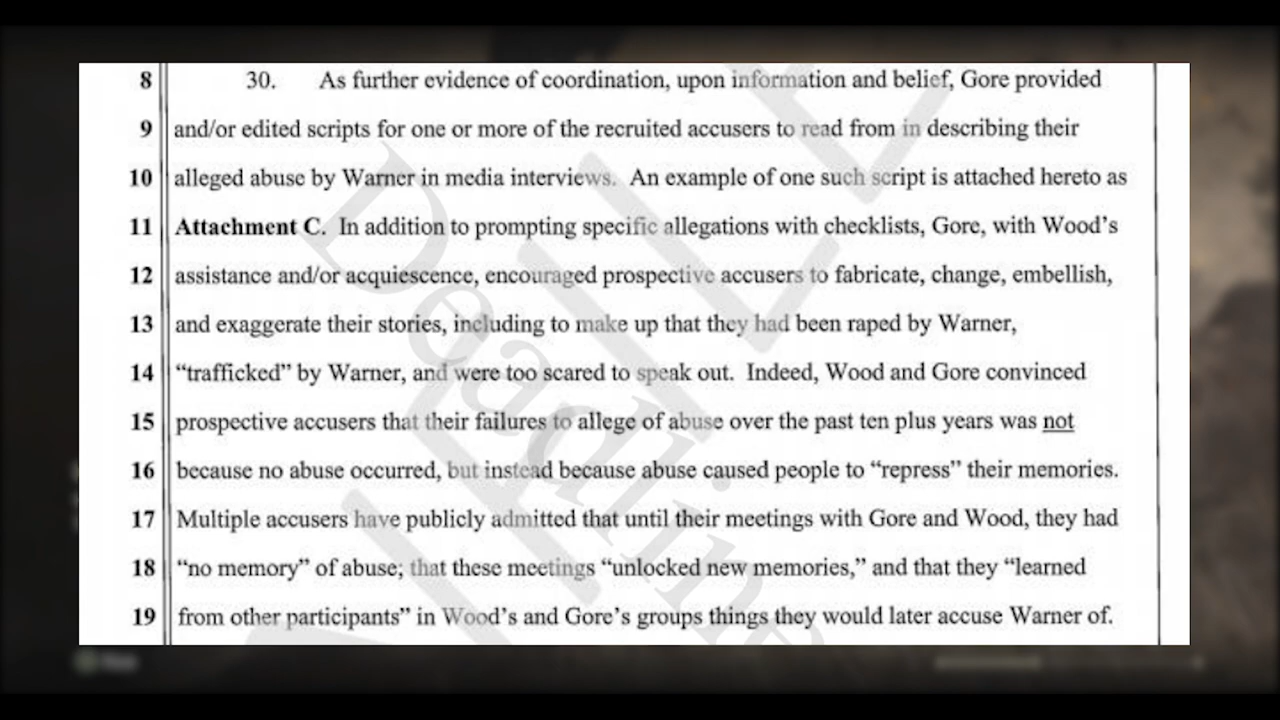 8 30. As further evidence of coordination, upon information and belief, Gore provided
9 and/or edited scripts for one or more of the recruited accusers to read from in describing their
10 alleged abuse by Warner in media interviews. An example of one such script is attached hereto as
11 Attachment C. In addition to prompting specific allegations with checklists, Gore, with Wood's
12 assistance and/or acquiescence, encouraged prospective accusers to fabricate, change, embellish,
13 and exaggerate their stories, including to make up that they had been raped by Warner,
14 “trafficked” by Warner, and were too scared to speak out. Indeed, Wood and Gore convinced
15 prospective accusers that their failures to allege of abuse over the past ten plus years was not
16 because no abuse occurred, but instead because abuse caused people to “repress” their memories.
17 Multiple accusers have publicly admitted that until their meetings with Gore and Wood, they had
18 “no memory” of abuse; that these meetings “unlocked new memories,” and that they “learned
19 from other participants” in Wood's and Gore's groups things they would later accuse Warner of.
Deadline